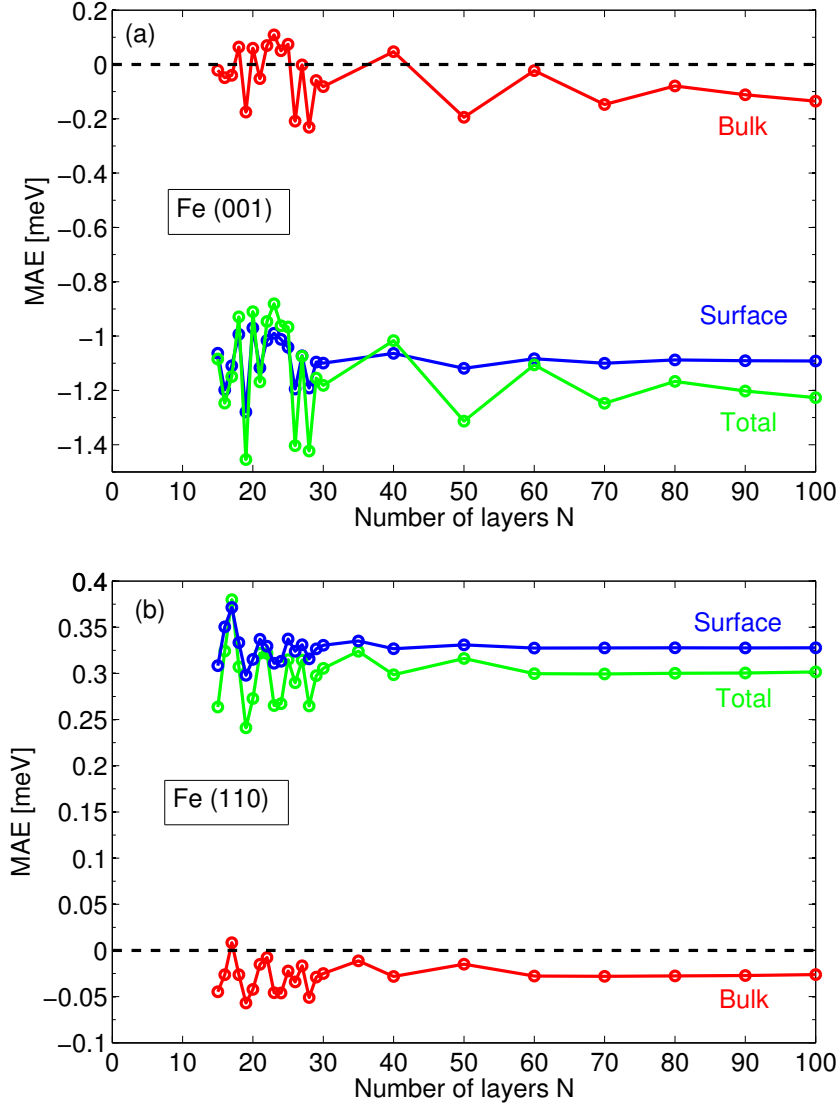 (a)
0.2
0
−0.2
−0.4
−0.6
−0.8
−1
−1.2
−1.4
MAE [meV]
Bulk
Fe (001)
Surface
Total
0 10 20 30 40 50 60 70 80 90 100
Number of layers N
(b)
0.4
0.35
0.3
0.25
0.2
0.15
0.1
0.05
0
−0.05
−0.1
MAE [meV]
Surface
Total
Fe (110)
Bulk
0 10 20 30 40 50 60 70 80 90 100
Number of layers N